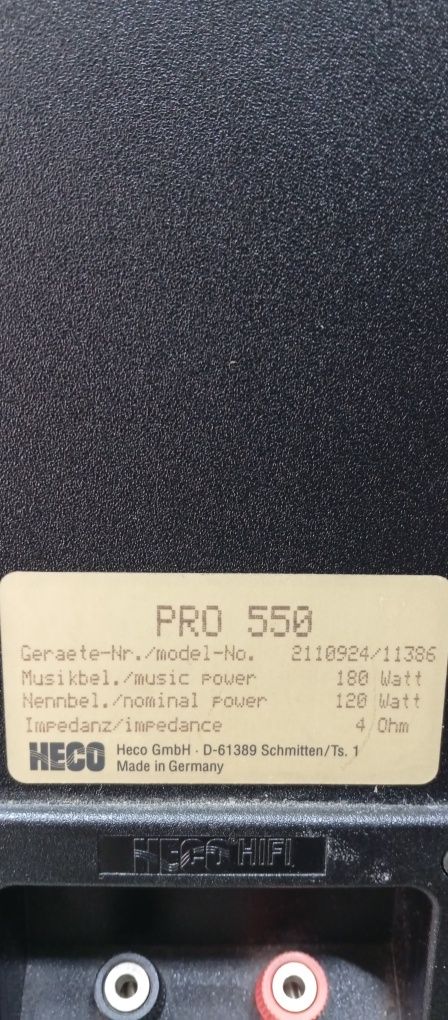 PRO 550
Geraete-Nr./model-No. 2110924/11386
Musikbel./music power 180 Watt
Nennbel./nominal power 120 Watt
Impedanz/impedance 4 Ohm
HECO Heco GmbH · D-61389 Schmitten/Ts. 1
Made in Germany
HECO HIFI